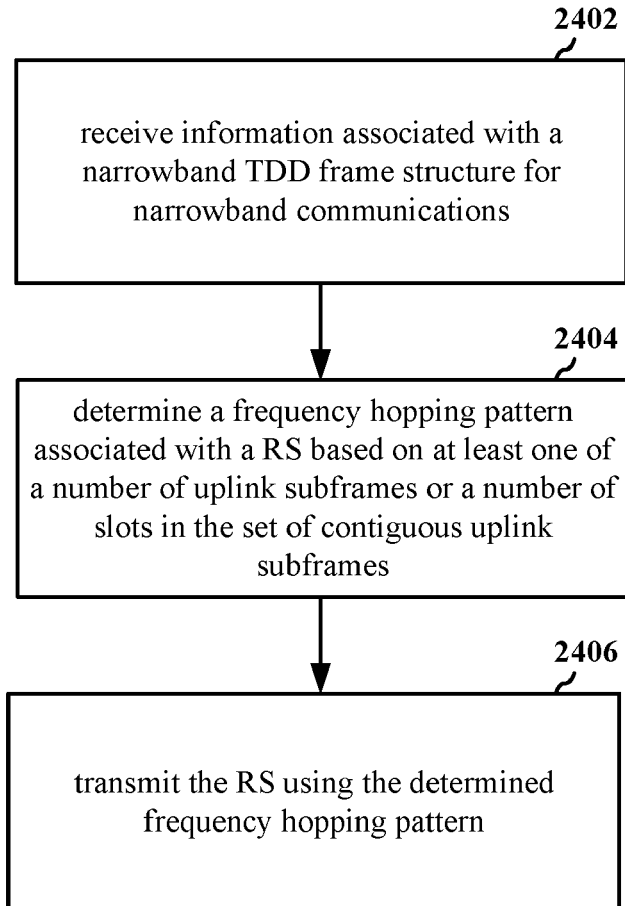 2402
receive information associated with a
narrowband TDD frame structure for
narrowband communications
2404
determine a frequency hopping pattern
associated with a RS based on at least one of
a number of uplink subframes or a number of
slots in the set of contiguous uplink
subframes
2406
transmit the RS using the determined
frequency hopping pattern